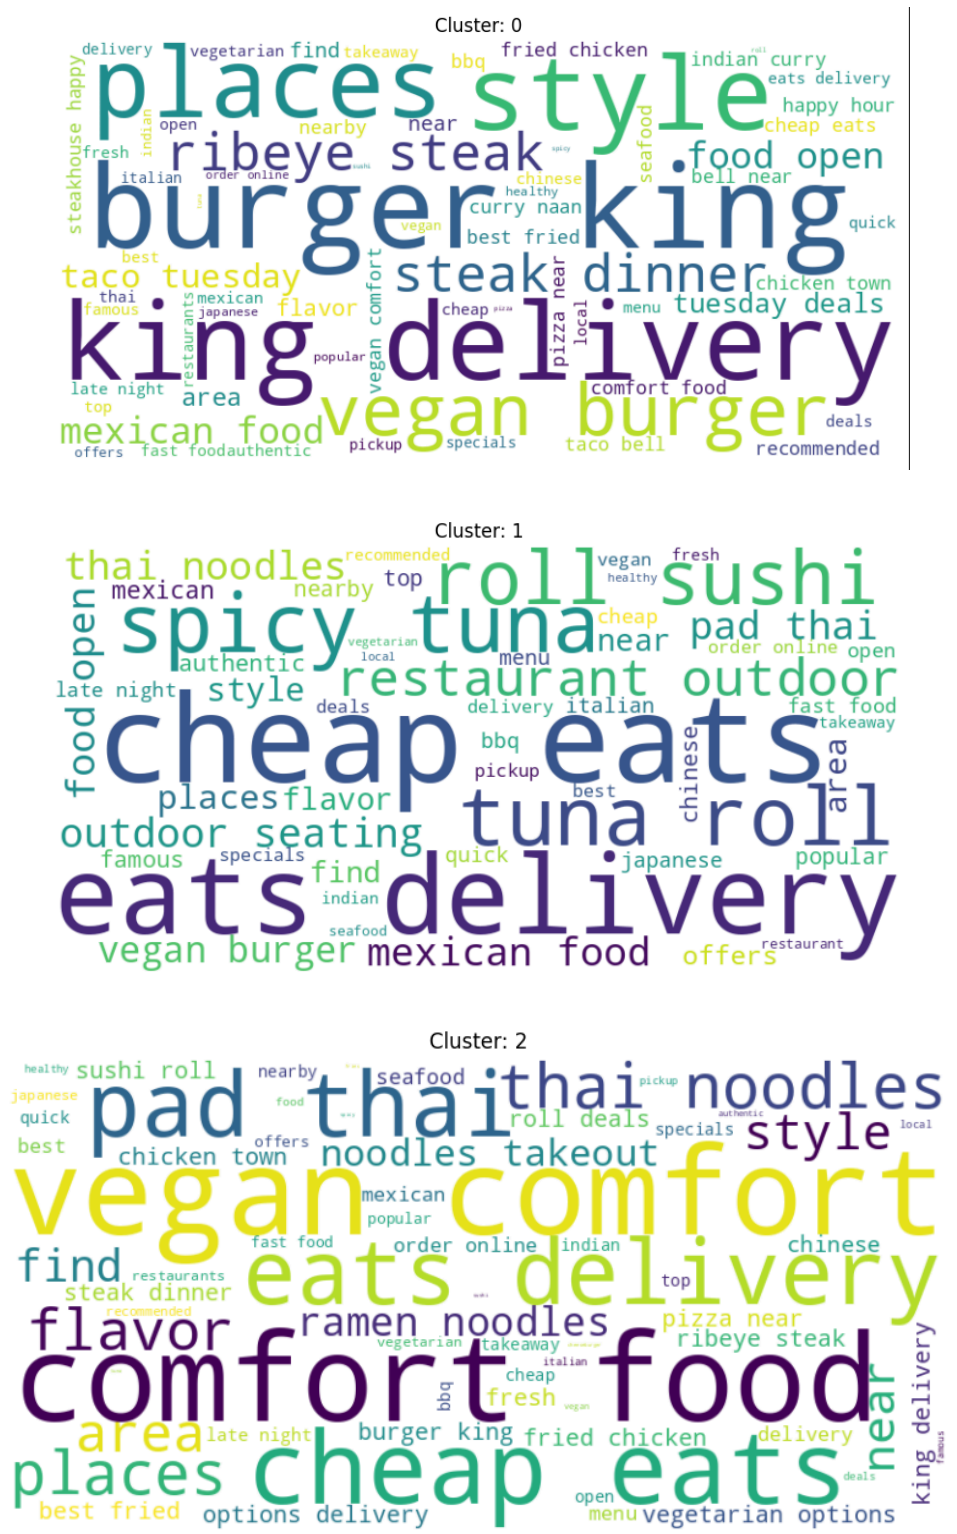 Cluster: 0
delivery
places
vegetarian
find
takeaway
bbq
fried chicken
style
roll
indian curry
eats delivery
happy hour
cheap eats
steakhouse happy
indian
open
nearby
near
seafood
fresh
ribeye steak
spicy
food open
sushi
italian
order online
chinese
healthy
bell near
burger king
curry naan
vegan
best fried
quick
best
taco tuesday
steak dinner
chicken town
thai
famous
mexican
japanese
restaurants
flavor
vegan comfort
cheap
pizza
pizza near
local
menu
tuesday deals
king delivery
popular
late night
top
area
comfort food
vegan burger
mexican food
deals
offers
fast food
authentic
pickup
specials
taco bell
recommended
Cluster: 1
thai noodles
recommended
roll sushi
vegan
healthy
fresh
mexican
nearby
top
spicy tuna
cheap
near
pad thai
food open
vegetarian
local
authentic
menu
order online
open
late night
style
restaurant outdoor
deals
delivery
italian
fast food
takeaway
cheap eats
bbq
pickup
chinese
area
places
flavor
best
tuna roll
outdoor seating
famous
specials
find
quick
japanese
popular
eats delivery
indian
seafood
vegan burger
mexican food
offers
restaurant
Cluster: 2
healthy
sushi roll
nearby
seafood
thai noodles
pickup
japanese
pad thai
food
quick
roll deals
authentic
specials
style
local
best
offers
chicken town
noodles takeout
vegan comfort
mexican
popular
fast food
order online
indian
chinese
find
restaurants
eats delivery
top
steak dinner
recommended
ramen noodles
pizza near
flavor
vegetarian
takeaway
ribeye steak
italian
comfort food
cheap
bbq
fresh
vegan
near
king delivery
famous
area
late night
burger king
fried chicken
delivery
places
cheap eats
deals
best fried
options delivery
open
menu
vegetarian options